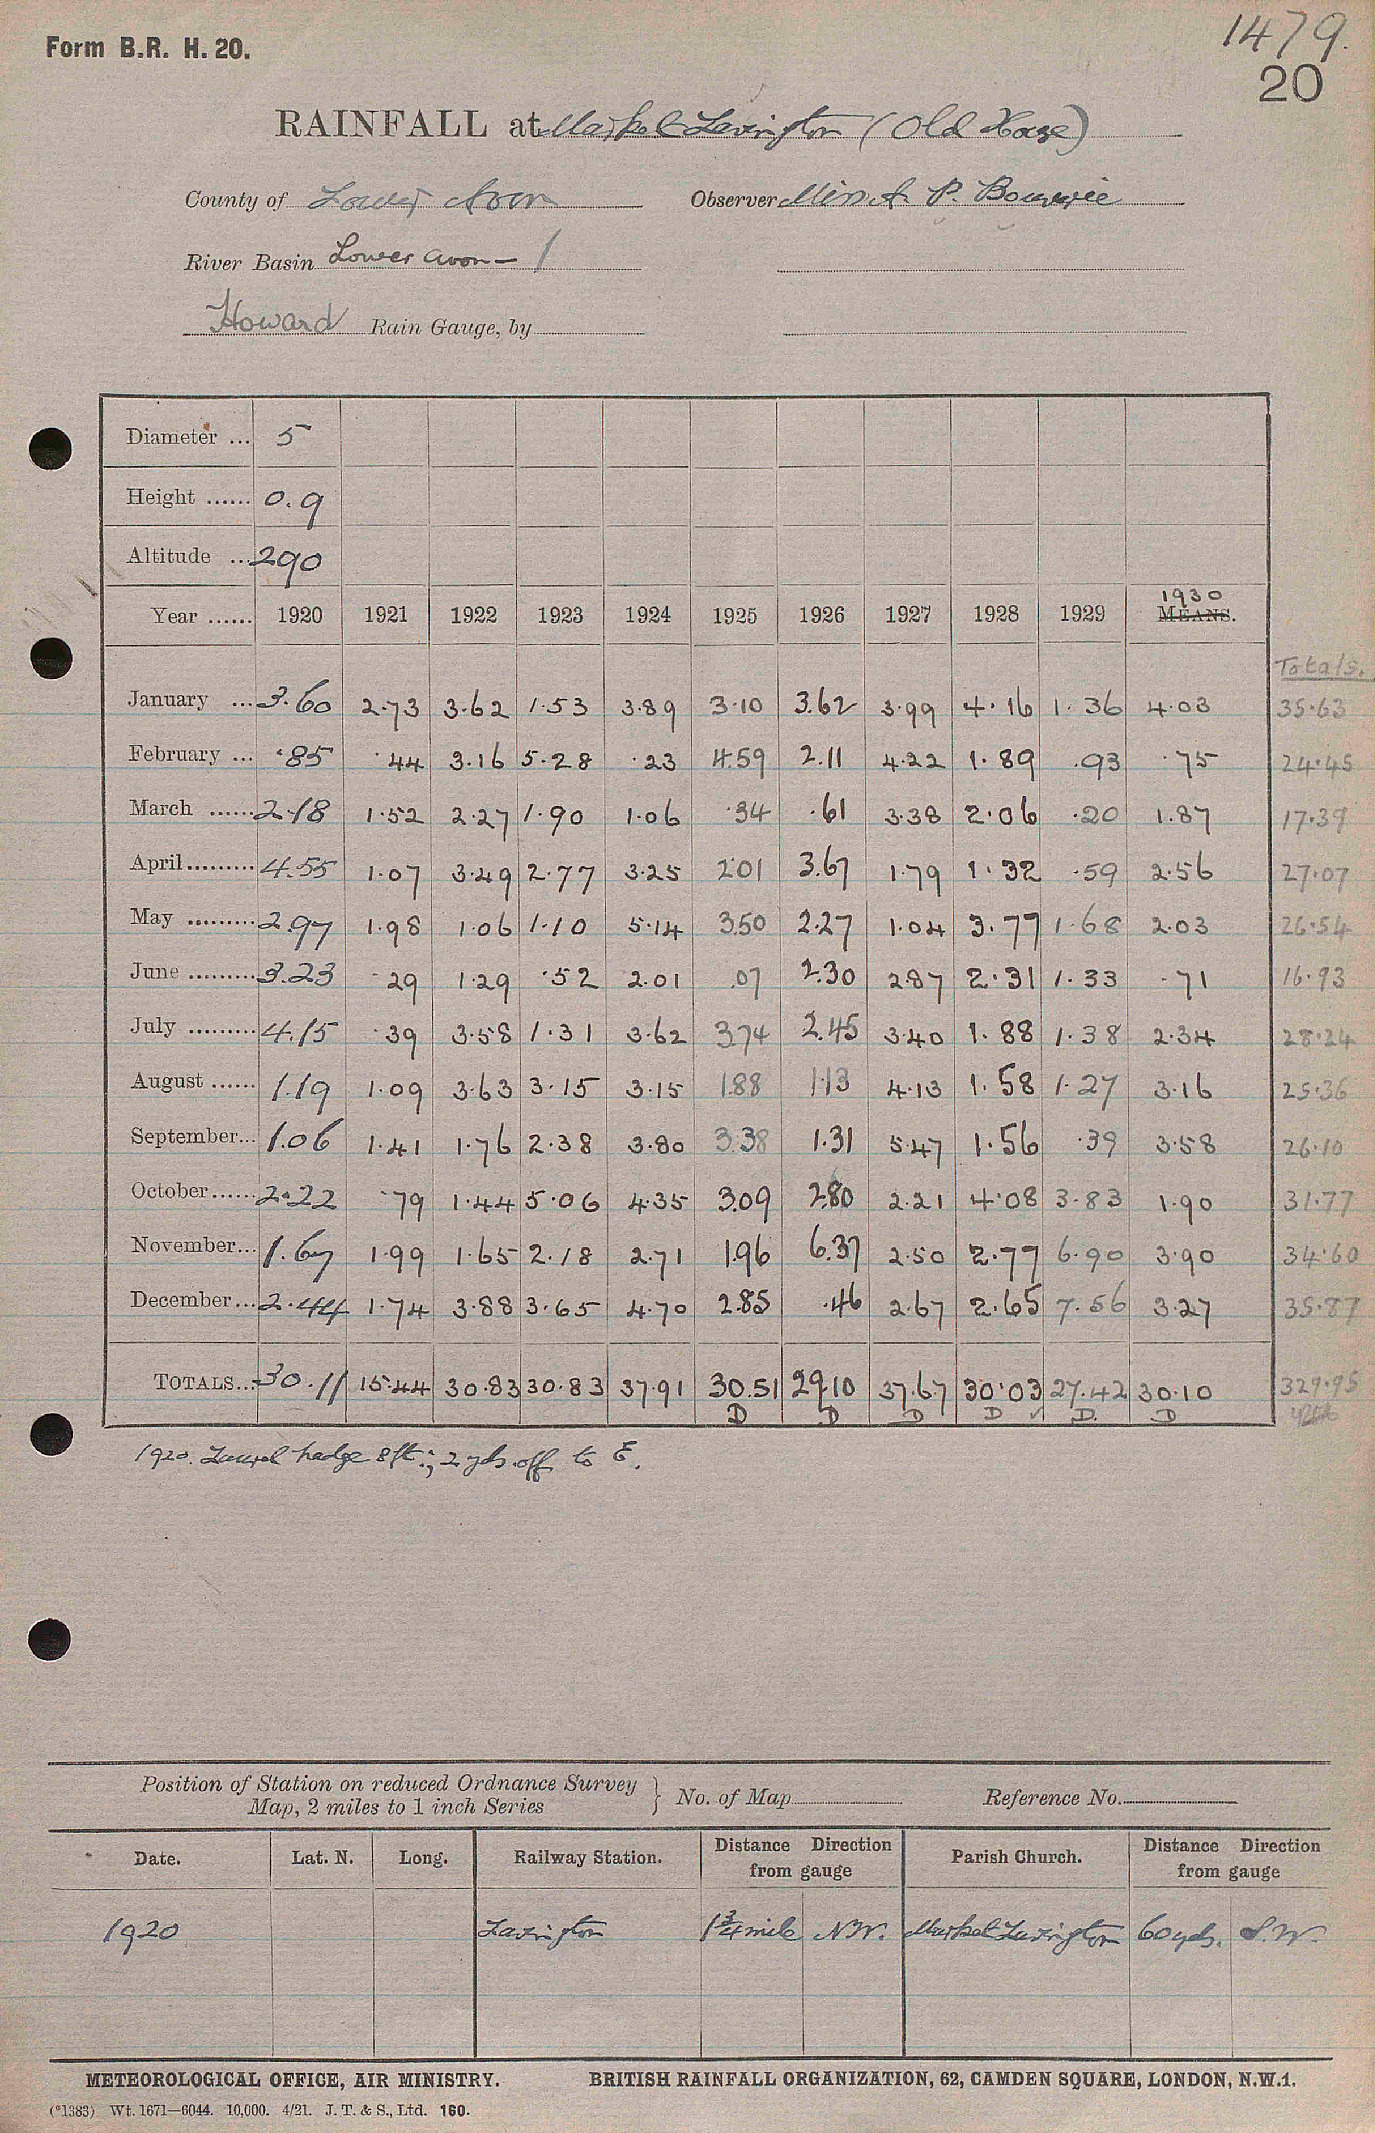 Form B.R. H. 20.
1479.
20
RAINFALL at Market Lavington (Old House)
County of Lower Avon Observer Miss A. P. Bouverie
River Basin Lower Avon — 1
Howard Rain Gauge, by
Diameter ... 5
Height ...... 0.9
Altitude ... 290
Year ...... 1920 1921 1922 1923 1924 1925 1926 1927 1928 1929 1930 MEANS.
Totals.
January ... 3.60 2.73 3.62 1.53 3.89 3.10 3.62 3.99 4.16 1.36 4.03 35.63
February ... .85 .44 3.16 5.28 .23 4.59 2.11 4.22 1.89 .93 .75 24.45
March ...... 2.18 1.52 2.27 1.90 1.06 .34 .61 3.38 2.06 .20 1.87 17.39
April......... 4.55 1.07 3.49 2.77 3.25 2.01 3.67 1.79 1.32 .59 2.56 27.07
May ......... 2.97 1.98 1.06 1.10 5.14 3.50 2.27 1.04 3.77 1.68 2.03 26.54
June ......... 3.23 .29 1.29 .52 2.01 .07 2.30 2.87 2.31 1.33 .71 16.93
July ......... 4.15 .39 3.58 1.31 3.62 3.74 2.45 3.40 1.88 1.38 2.34 28.24
August ...... 1.19 1.09 3.63 3.15 3.15 1.88 1.13 4.13 1.58 1.27 3.16 25.36
September... 1.06 1.41 1.76 2.38 3.80 3.38 1.31 5.47 1.56 .39 3.58 26.10
October...... 2.22 .79 1.44 5.06 4.35 3.09 2.80 2.21 4.08 3.83 1.90 31.77
November... 1.67 1.99 1.65 2.18 2.71 1.96 6.37 2.50 2.77 6.90 3.90 34.60
December... 2.44 1.74 3.88 3.65 4.70 2.85 .46 2.67 2.65 7.56 3.27 35.87
TOTALS... 30.11 15.44 30.83 30.83 37.91 30.51 29.10 37.67 30.03 27.42 30.10 329.95
D D D D ✓ D. D
1920. Laurel hedge 8ft.; 2 yds. off to E.
Position of Station on reduced Ordnance Survey
Map, 2 miles to 1 inch Series } No. of Map Reference No.
Date. Lat. N. Long. Railway Station. Distance Direction from gauge Parish Church. Distance Direction from gauge
1920 Lavington 1¾ mile N.W. Market Lavington 60 yds. S.W.
METEOROLOGICAL OFFICE, AIR MINISTRY. BRITISH RAINFALL ORGANIZATION, 62, CAMDEN SQUARE, LONDON, N.W.1.
(*1383) Wt. 1671—6044. 10,000. 4/21. J. T. & S., Ltd. 160.